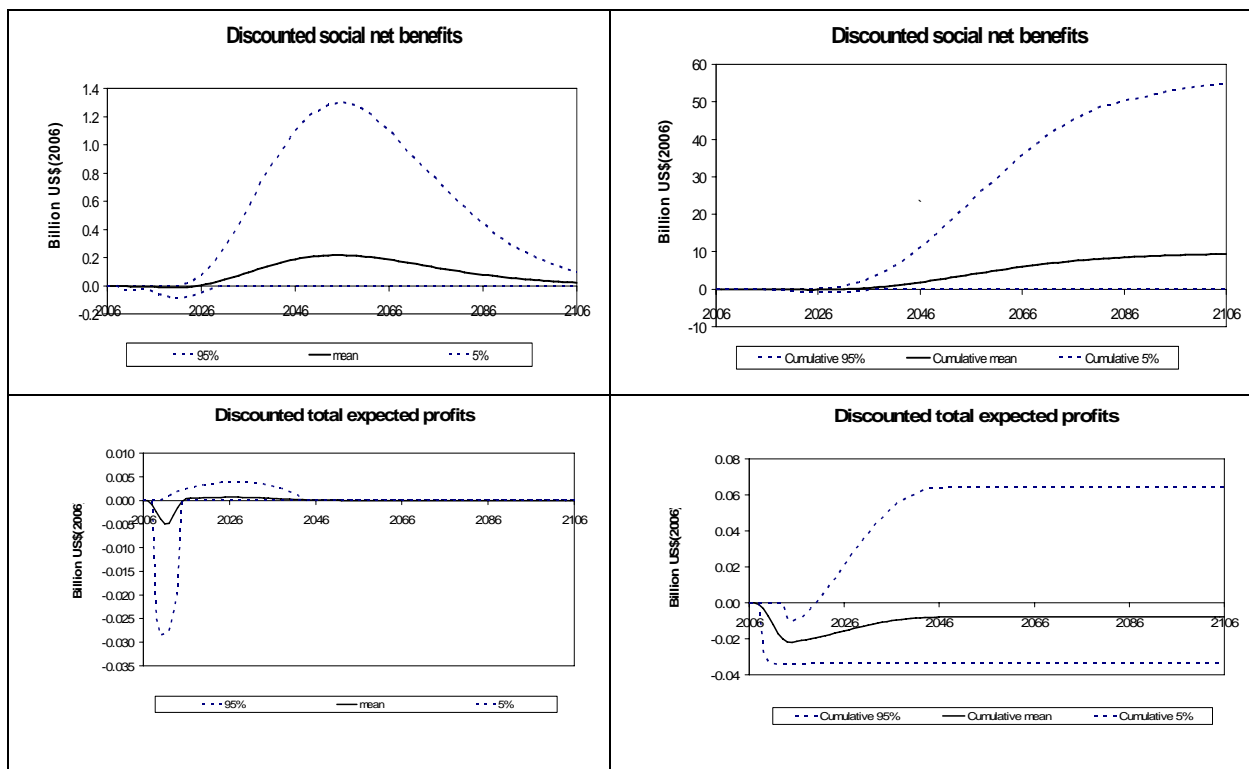 Discounted social net benefits
Billion US$(2006)
1.4
1.2
1.0
0.8
0.6
0.4
0.2
0.0
-0.2
2006 2026 2046 2066 2086 2106
95% mean 5%
Discounted social net benefits
Billion US$(2006)
60
50
40
30
20
10
0
-10
2006 2026 2046 2066 2086 2106
Cumulative 95% Cumulative mean Cumulative 5%
Discounted total expected profits
Billion US$(2006)
0.010
0.005
0.000
-0.005
-0.010
-0.015
-0.020
-0.025
-0.030
-0.035
2006 2026 2046 2066 2086 2106
95% mean 5%
Discounted total expected profits
Billion US$(2006)
0.08
0.06
0.04
0.02
0.00
-0.02
-0.04
2006 2026 2046 2066 2086 2106
Cumulative 95% Cumulative mean Cumulative 5%